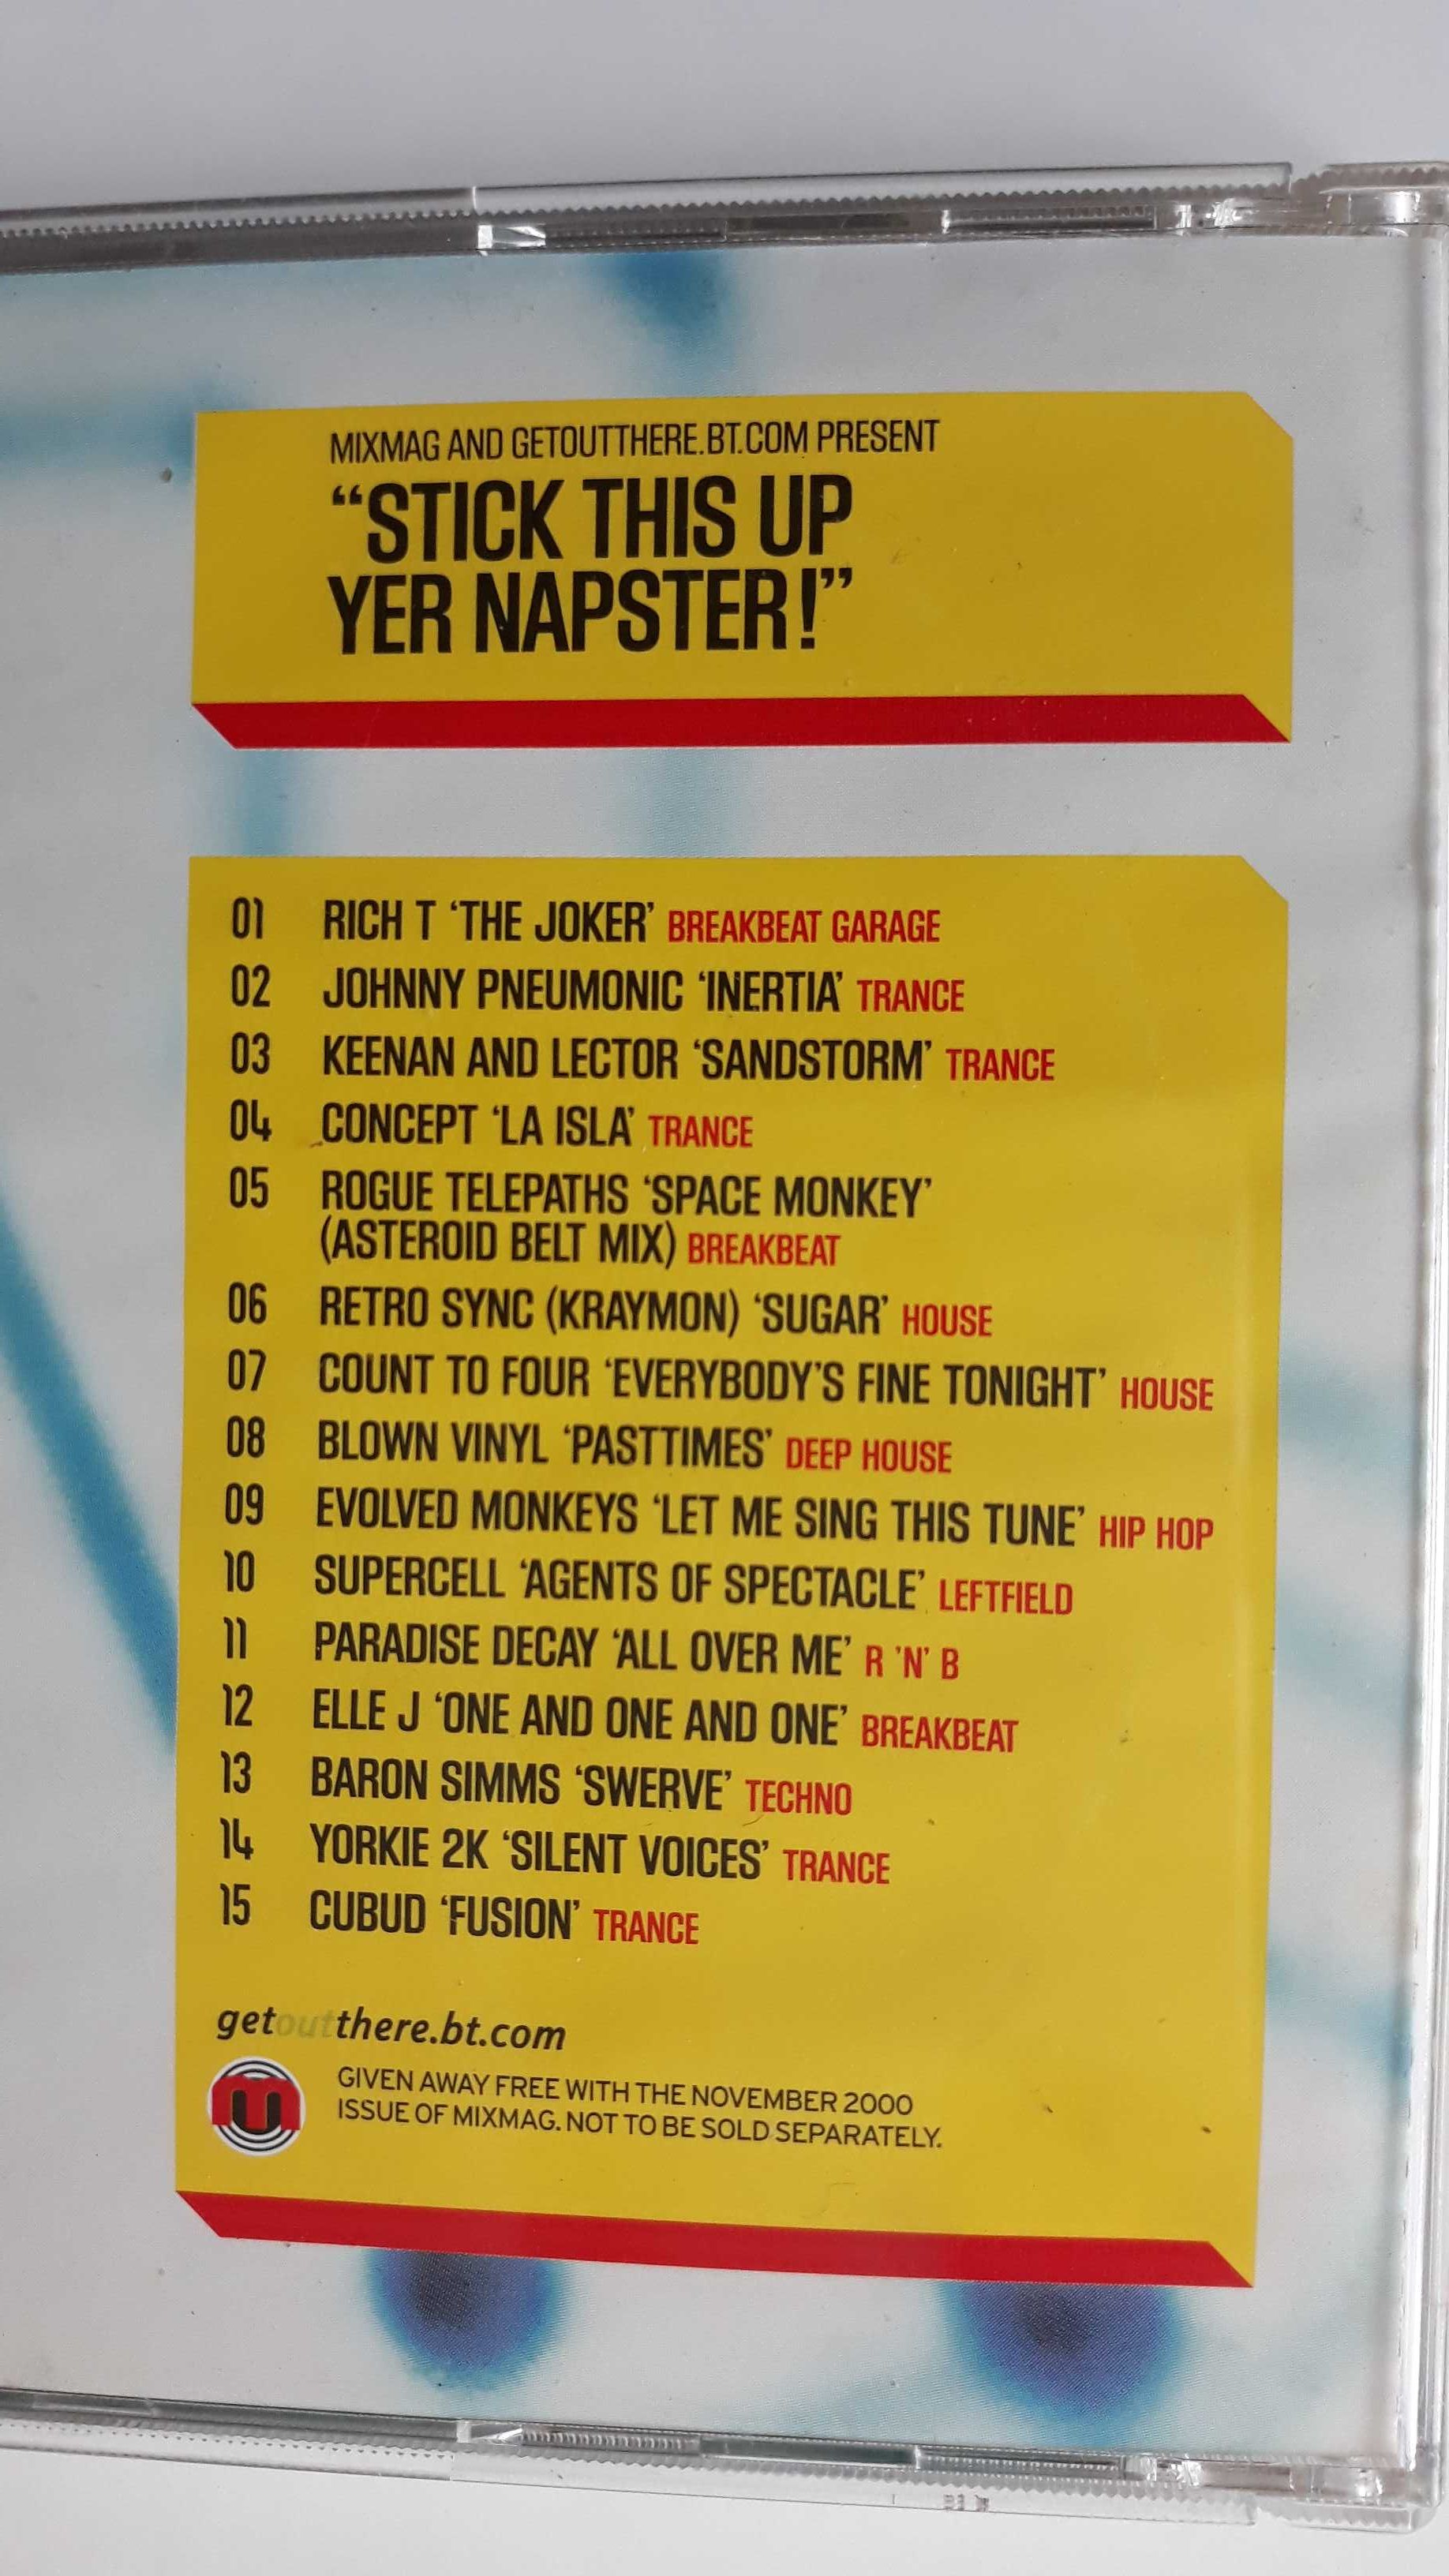 MIXMAG AND GETOUTTHERE.BT.COM PRESENT
“STICK THIS UP
YER NAPSTER!”
01 RICH T ‘THE JOKER’ BREAKBEAT GARAGE
02 JOHNNY PNEUMONIC ‘INERTIA’ TRANCE
03 KEENAN AND LECTOR ‘SANDSTORM’ TRANCE
04 CONCEPT ‘LA ISLA’ TRANCE
05 ROGUE TELEPATHS ‘SPACE MONKEY’
(ASTEROID BELT MIX) BREAKBEAT
06 RETRO SYNC (KRAYMON) ‘SUGAR’ HOUSE
07 COUNT TO FOUR ‘EVERYBODY’S FINE TONIGHT’ HOUSE
08 BLOWN VINYL ‘PASTTIMES’ DEEP HOUSE
09 EVOLVED MONKEYS ‘LET ME SING THIS TUNE’ HIP HOP
10 SUPERCELL ‘AGENTS OF SPECTACLE’ LEFTFIELD
11 PARADISE DECAY ‘ALL OVER ME’ R ’N’ B
12 ELLE J ‘ONE AND ONE AND ONE’ BREAKBEAT
13 BARON SIMMS ‘SWERVE’ TECHNO
14 YORKIE 2K ‘SILENT VOICES’ TRANCE
15 CUBUD ‘FUSION’ TRANCE
getoutthere.bt.com
GIVEN AWAY FREE WITH THE NOVEMBER 2000
ISSUE OF MIXMAG. NOT TO BE SOLD SEPARATELY.